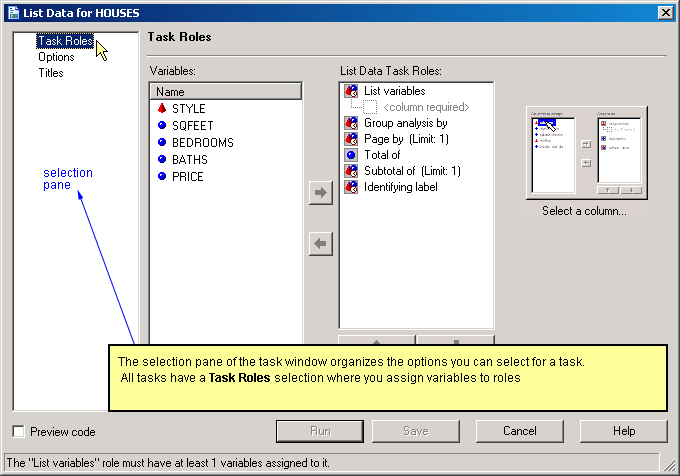 List Data for HOUSES
Task Roles
Options
Titles
selection
pane
Task Roles
Variables:
Name
STYLE
SQFEET
BEDROOMS
BATHS
PRICE
List Data Task Roles:
List variables
<column required>
Group analysis by
Page by (Limit: 1)
Total of
Subtotal of (Limit: 1)
Identifying label
Select a column...
The selection pane of the task window organizes the options you can select for a task.
All tasks have a Task Roles selection where you assign variables to roles
Preview code
Run
Save
Cancel
Help
The "List variables" role must have at least 1 variables assigned to it.